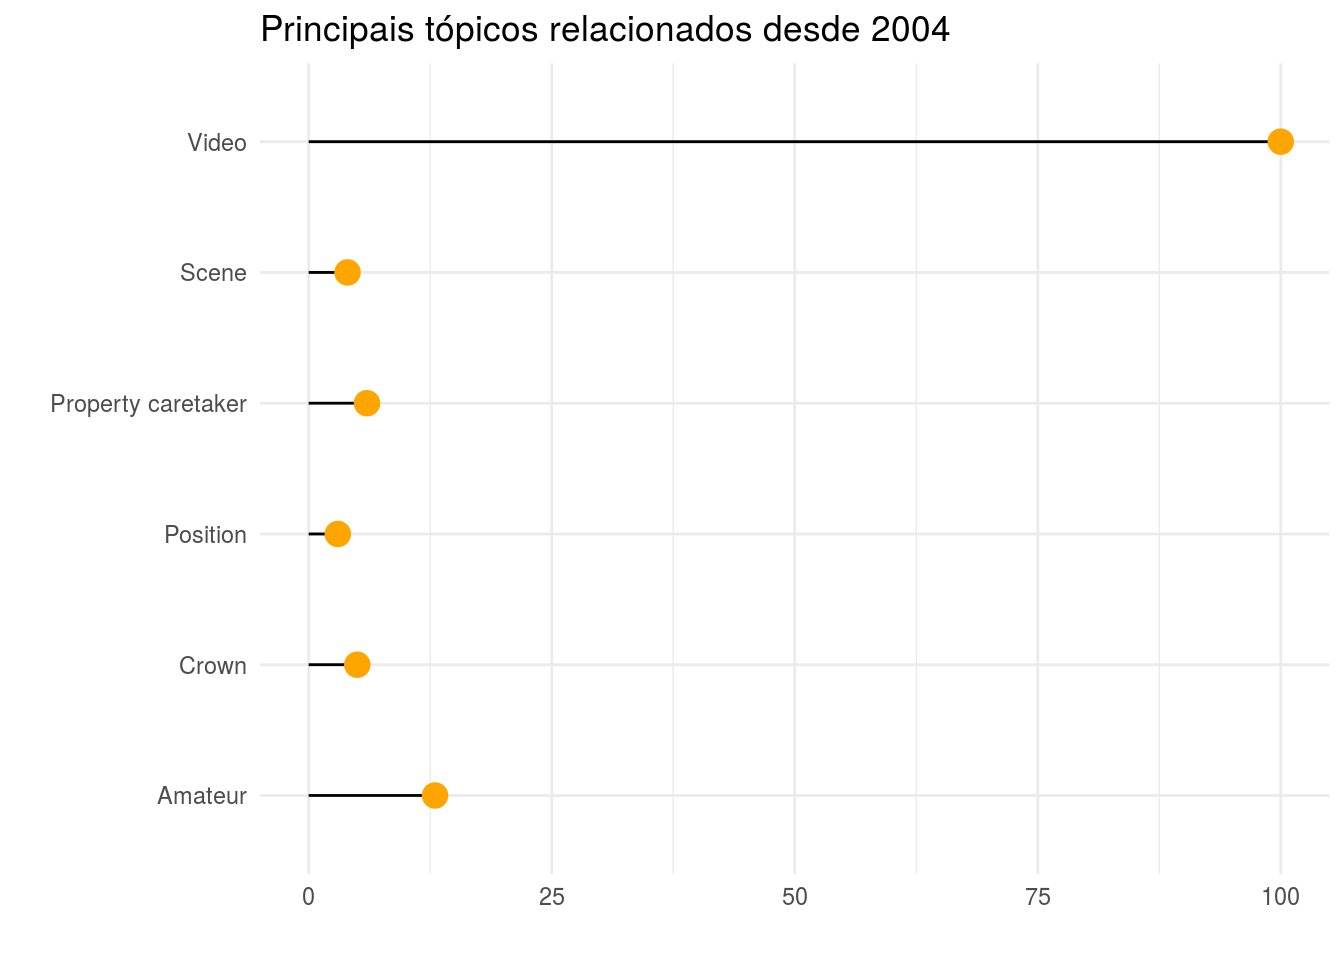 Principais tópicos relacionados desde 2004
Video
Scene
Property caretaker
Position
Crown
Amateur
0 25 50 75 100